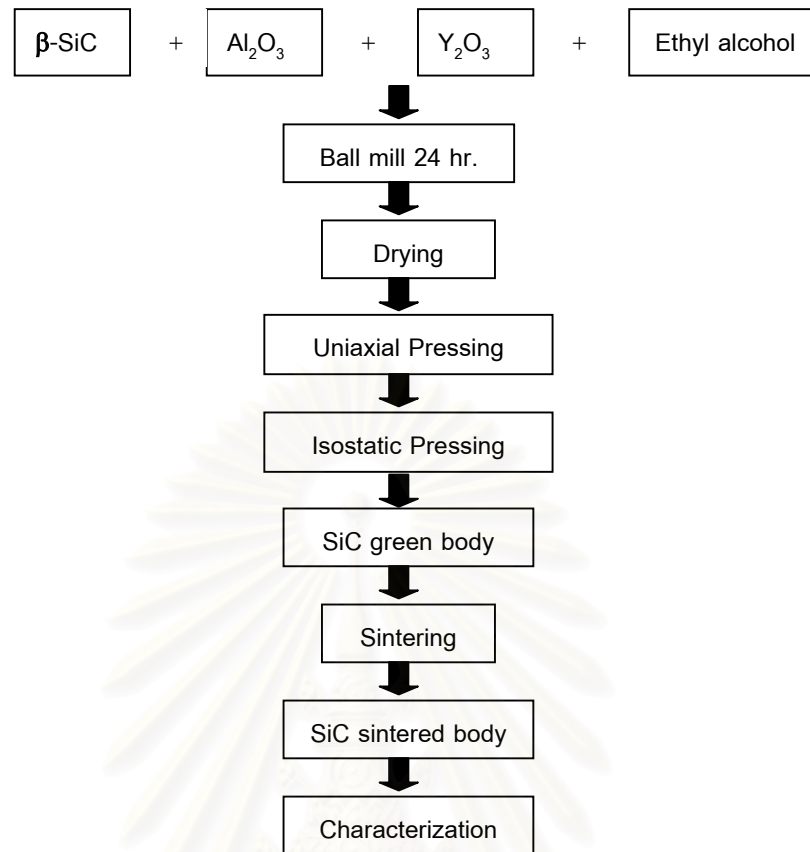 β-SiC + Al₂O₃ + Y₂O₃ + Ethyl alcohol
Ball mill 24 hr.
Drying
Uniaxial Pressing
Isostatic Pressing
SiC green body
Sintering
SiC sintered body
Characterization